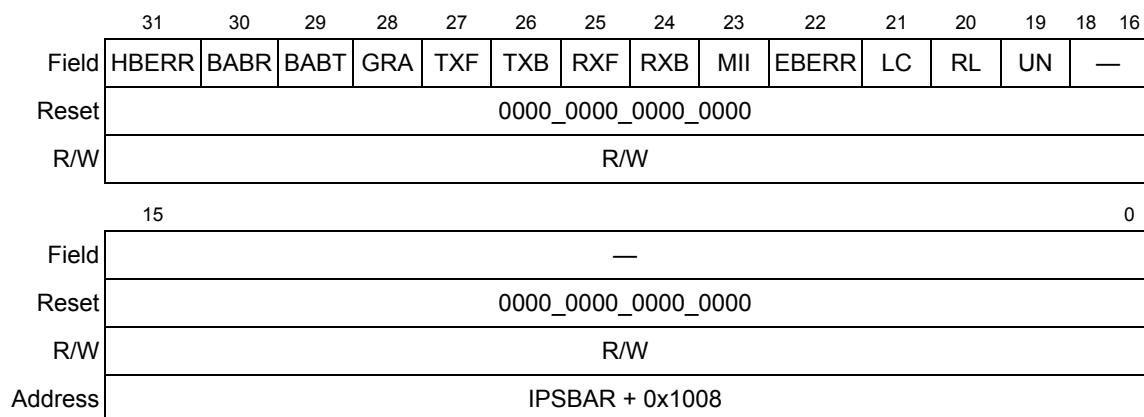 31 30 29 28 27 26 25 24 23 22 21 20 19 18 16
Field HBERR BABR BABT GRA TXF TXB RXF RXB MII EBERR LC RL UN —
Reset 0000_0000_0000_0000
R/W R/W
15 0
Field —
Reset 0000_0000_0000_0000
R/W R/W
Address IPSBAR + 0x1008